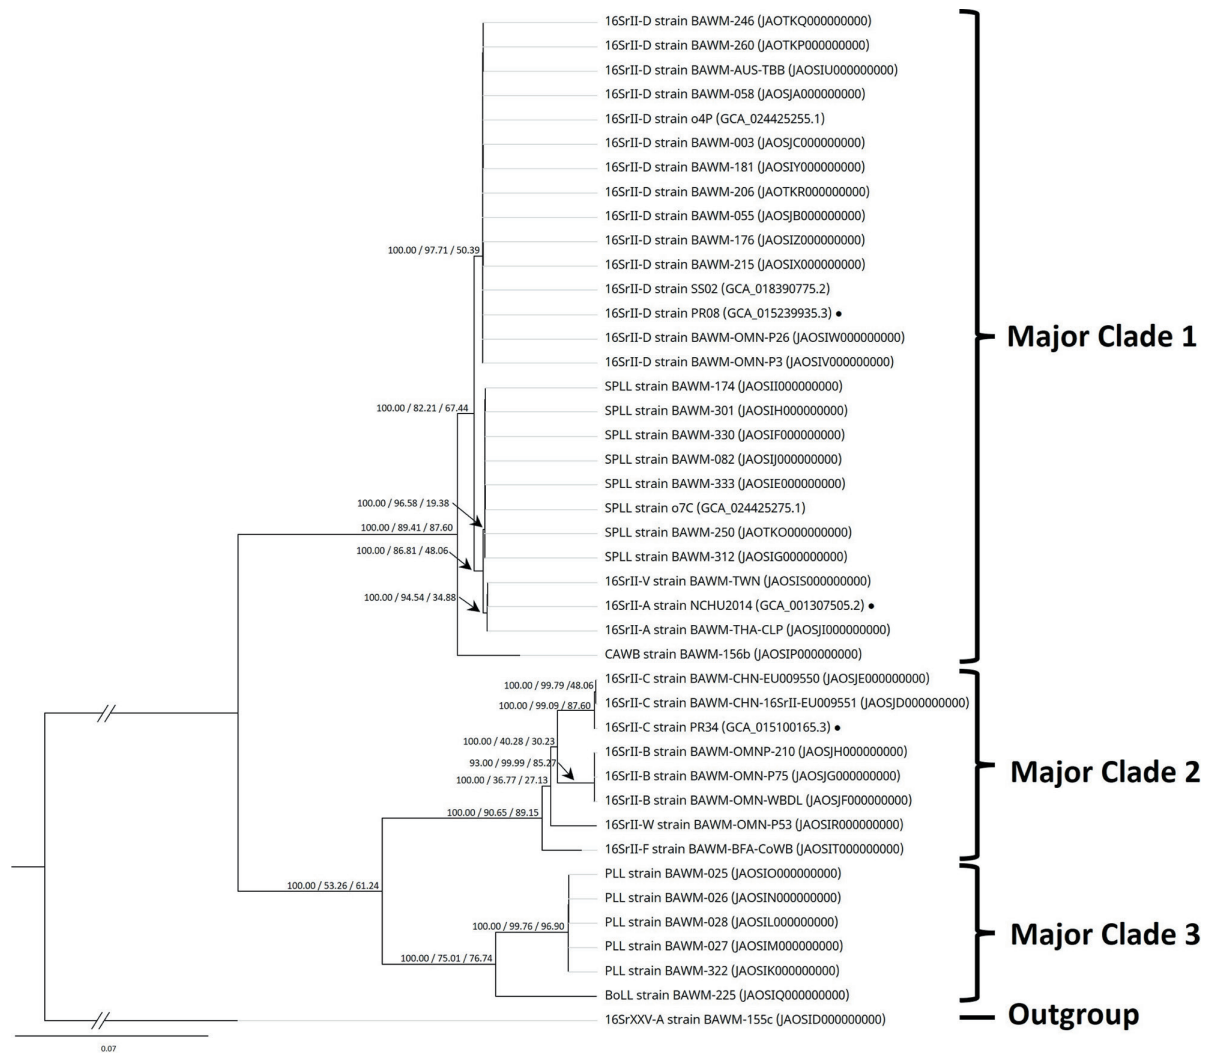 16SrII-D strain BAWM-246 (JAOTKQ000000000)
16SrII-D strain BAWM-260 (JAOTKP000000000)
16SrII-D strain BAWM-AUS-TBB (JAOSIU000000000)
16SrII-D strain BAWM-058 (JAOSJA000000000)
16SrII-D strain o4P (GCA_024425255.1)
16SrII-D strain BAWM-003 (JAOSJC000000000)
16SrII-D strain BAWM-181 (JAOSIY000000000)
16SrII-D strain BAWM-206 (JAOTKR000000000)
16SrII-D strain BAWM-055 (JAOSJB000000000)
16SrII-D strain BAWM-176 (JAOSIZ000000000)
100.00 / 97.71 / 50.39
16SrII-D strain BAWM-215 (JAOSIX000000000)
16SrII-D strain SS02 (GCA_018390775.2)
16SrII-D strain PR08 (GCA_015239935.3) ●
16SrII-D strain BAWM-OMN-P26 (JAOSIW000000000)
Major Clade 1
16SrII-D strain BAWM-OMN-P3 (JAOSIV000000000)
SPLL strain BAWM-174 (JAOSII000000000)
100.00 / 82.21 / 67.44
SPLL strain BAWM-301 (JAOSIH000000000)
SPLL strain BAWM-330 (JAOSIF000000000)
SPLL strain BAWM-082 (JAOSIJ000000000)
SPLL strain BAWM-333 (JAOSIE000000000)
100.00 / 96.58 / 19.38
SPLL strain o7C (GCA_024425275.1)
100.00 / 89.41 / 87.60
SPLL strain BAWM-250 (JAOTKO000000000)
100.00 / 86.81 / 48.06
SPLL strain BAWM-312 (JAOSIG000000000)
16SrII-V strain BAWM-TWN (JAOSIS000000000)
100.00 / 94.54 / 34.88
16SrII-A strain NCHU2014 (GCA_001307505.2) ●
16SrII-A strain BAWM-THA-CLP (JAOSJI000000000)
CAWB strain BAWM-156b (JAOSIP000000000)
16SrII-C strain BAWM-CHN-EU009550 (JAOSJE000000000)
100.00 / 99.79 /48.06
16SrII-C strain BAWM-CHN-16SrII-EU009551 (JAOSJD000000000)
100.00 / 99.09 / 87.60
16SrII-C strain PR34 (GCA_015100165.3) ●
100.00 / 40.28 / 30.23
16SrII-B strain BAWM-OMNP-210 (JAOSJH000000000)
93.00 / 99.99 / 85.27
16SrII-B strain BAWM-OMN-P75 (JAOSJG000000000)
Major Clade 2
100.00 / 36.77 / 27.13
16SrII-B strain BAWM-OMN-WBDL (JAOSJF000000000)
100.00 / 90.65 / 89.15
16SrII-W strain BAWM-OMN-P53 (JAOSIR000000000)
16SrII-F strain BAWM-BFA-CoWB (JAOSIT000000000)
PLL strain BAWM-025 (JAOSIO000000000)
100.00 / 53.26 / 61.24
PLL strain BAWM-026 (JAOSIN000000000)
100.00 / 99.76 / 96.90
PLL strain BAWM-028 (JAOSIL000000000)
Major Clade 3
PLL strain BAWM-027 (JAOSIM000000000)
100.00 / 75.01 / 76.74
PLL strain BAWM-322 (JAOSIK000000000)
BoLL strain BAWM-225 (JAOSIQ000000000)
16SrXXV-A strain BAWM-155c (JAOSID000000000)
Outgroup
0.07